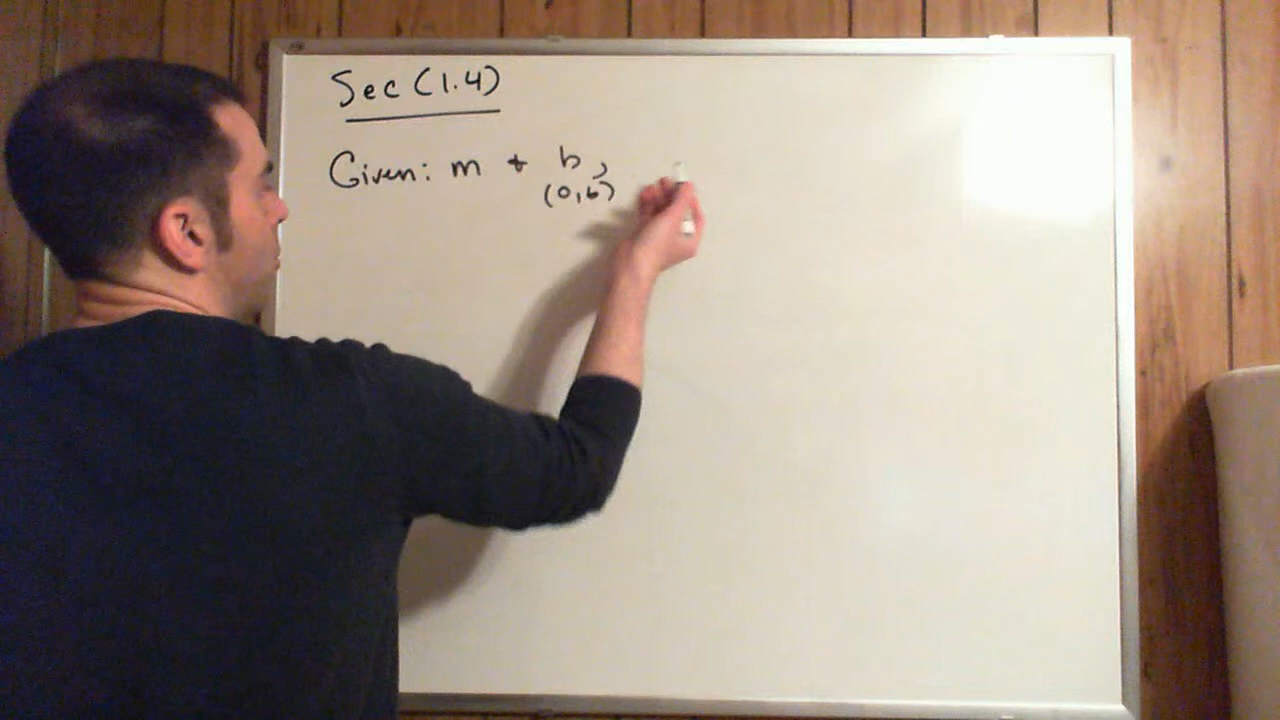 Sec (1.4)
Given: m + b,
(0,b)